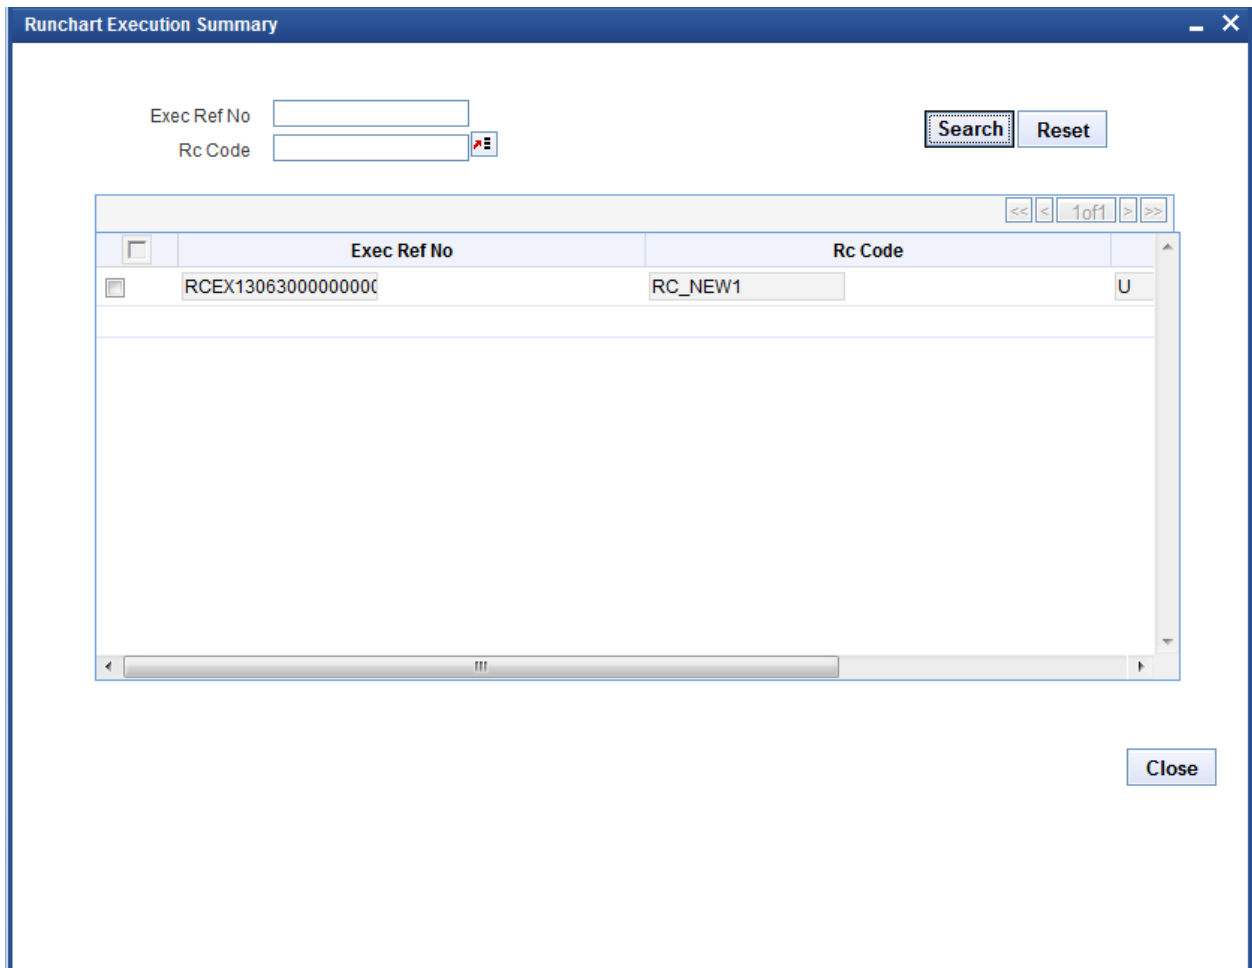 Runchart Execution Summary
Exec Ref No
Rc Code
Search Reset
<< < 1of1 > >>
Exec Ref No Rc Code
RCEX13063000000000 RC_NEW1 U
Close